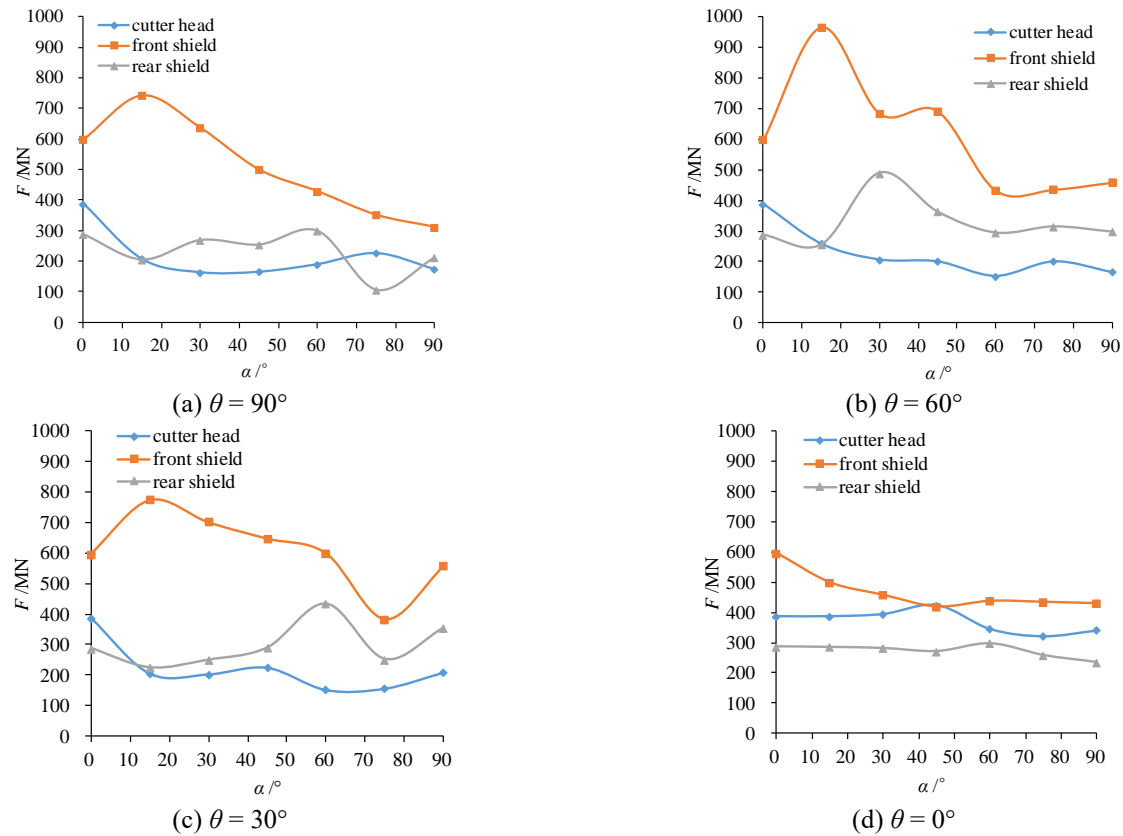 1000
900
800
700
600
500
400
300
200
100
0
F /MN
cutter head
front shield
rear shield
0 10 20 30 40 50 60 70 80 90
α /°
(a) θ = 90°
1000
900
800
700
600
500
400
300
200
100
0
F /MN
cutter head
front shield
rear shield
0 10 20 30 40 50 60 70 80 90
α /°
(b) θ = 60°
1000
900
800
700
600
500
400
300
200
100
0
F /MN
cutter head
front shield
rear shield
0 10 20 30 40 50 60 70 80 90
α /°
(c) θ = 30°
1000
900
800
700
600
500
400
300
200
100
0
F /MN
cutter head
front shield
rear shield
0 10 20 30 40 50 60 70 80 90
α /°
(d) θ = 0°